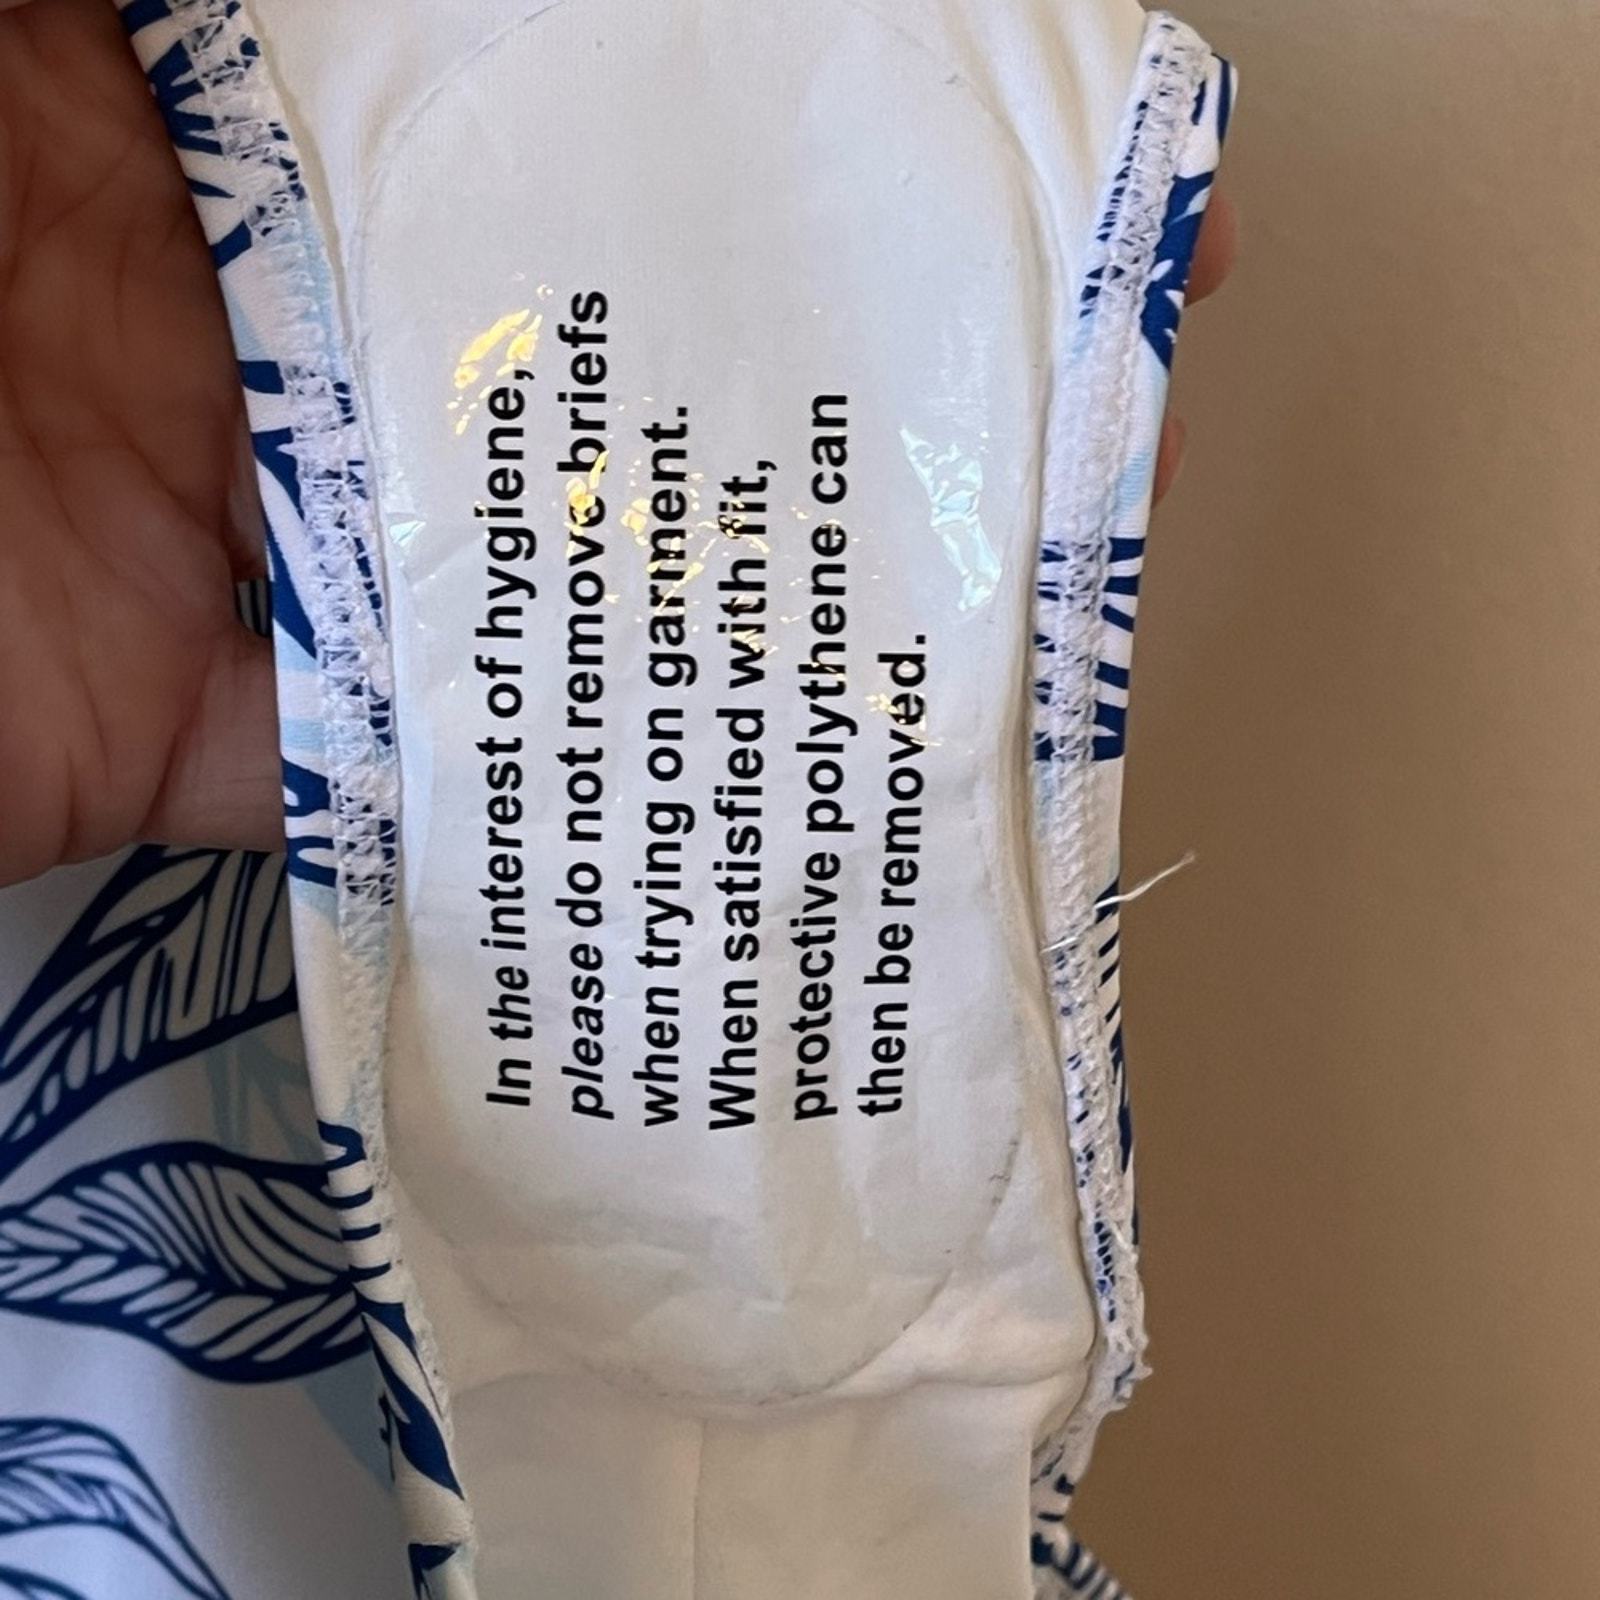 In the interest of hygiene,
please do not remove briefs
when trying on garment.
When satisfied with fit,
protective polythene can
then be removed.